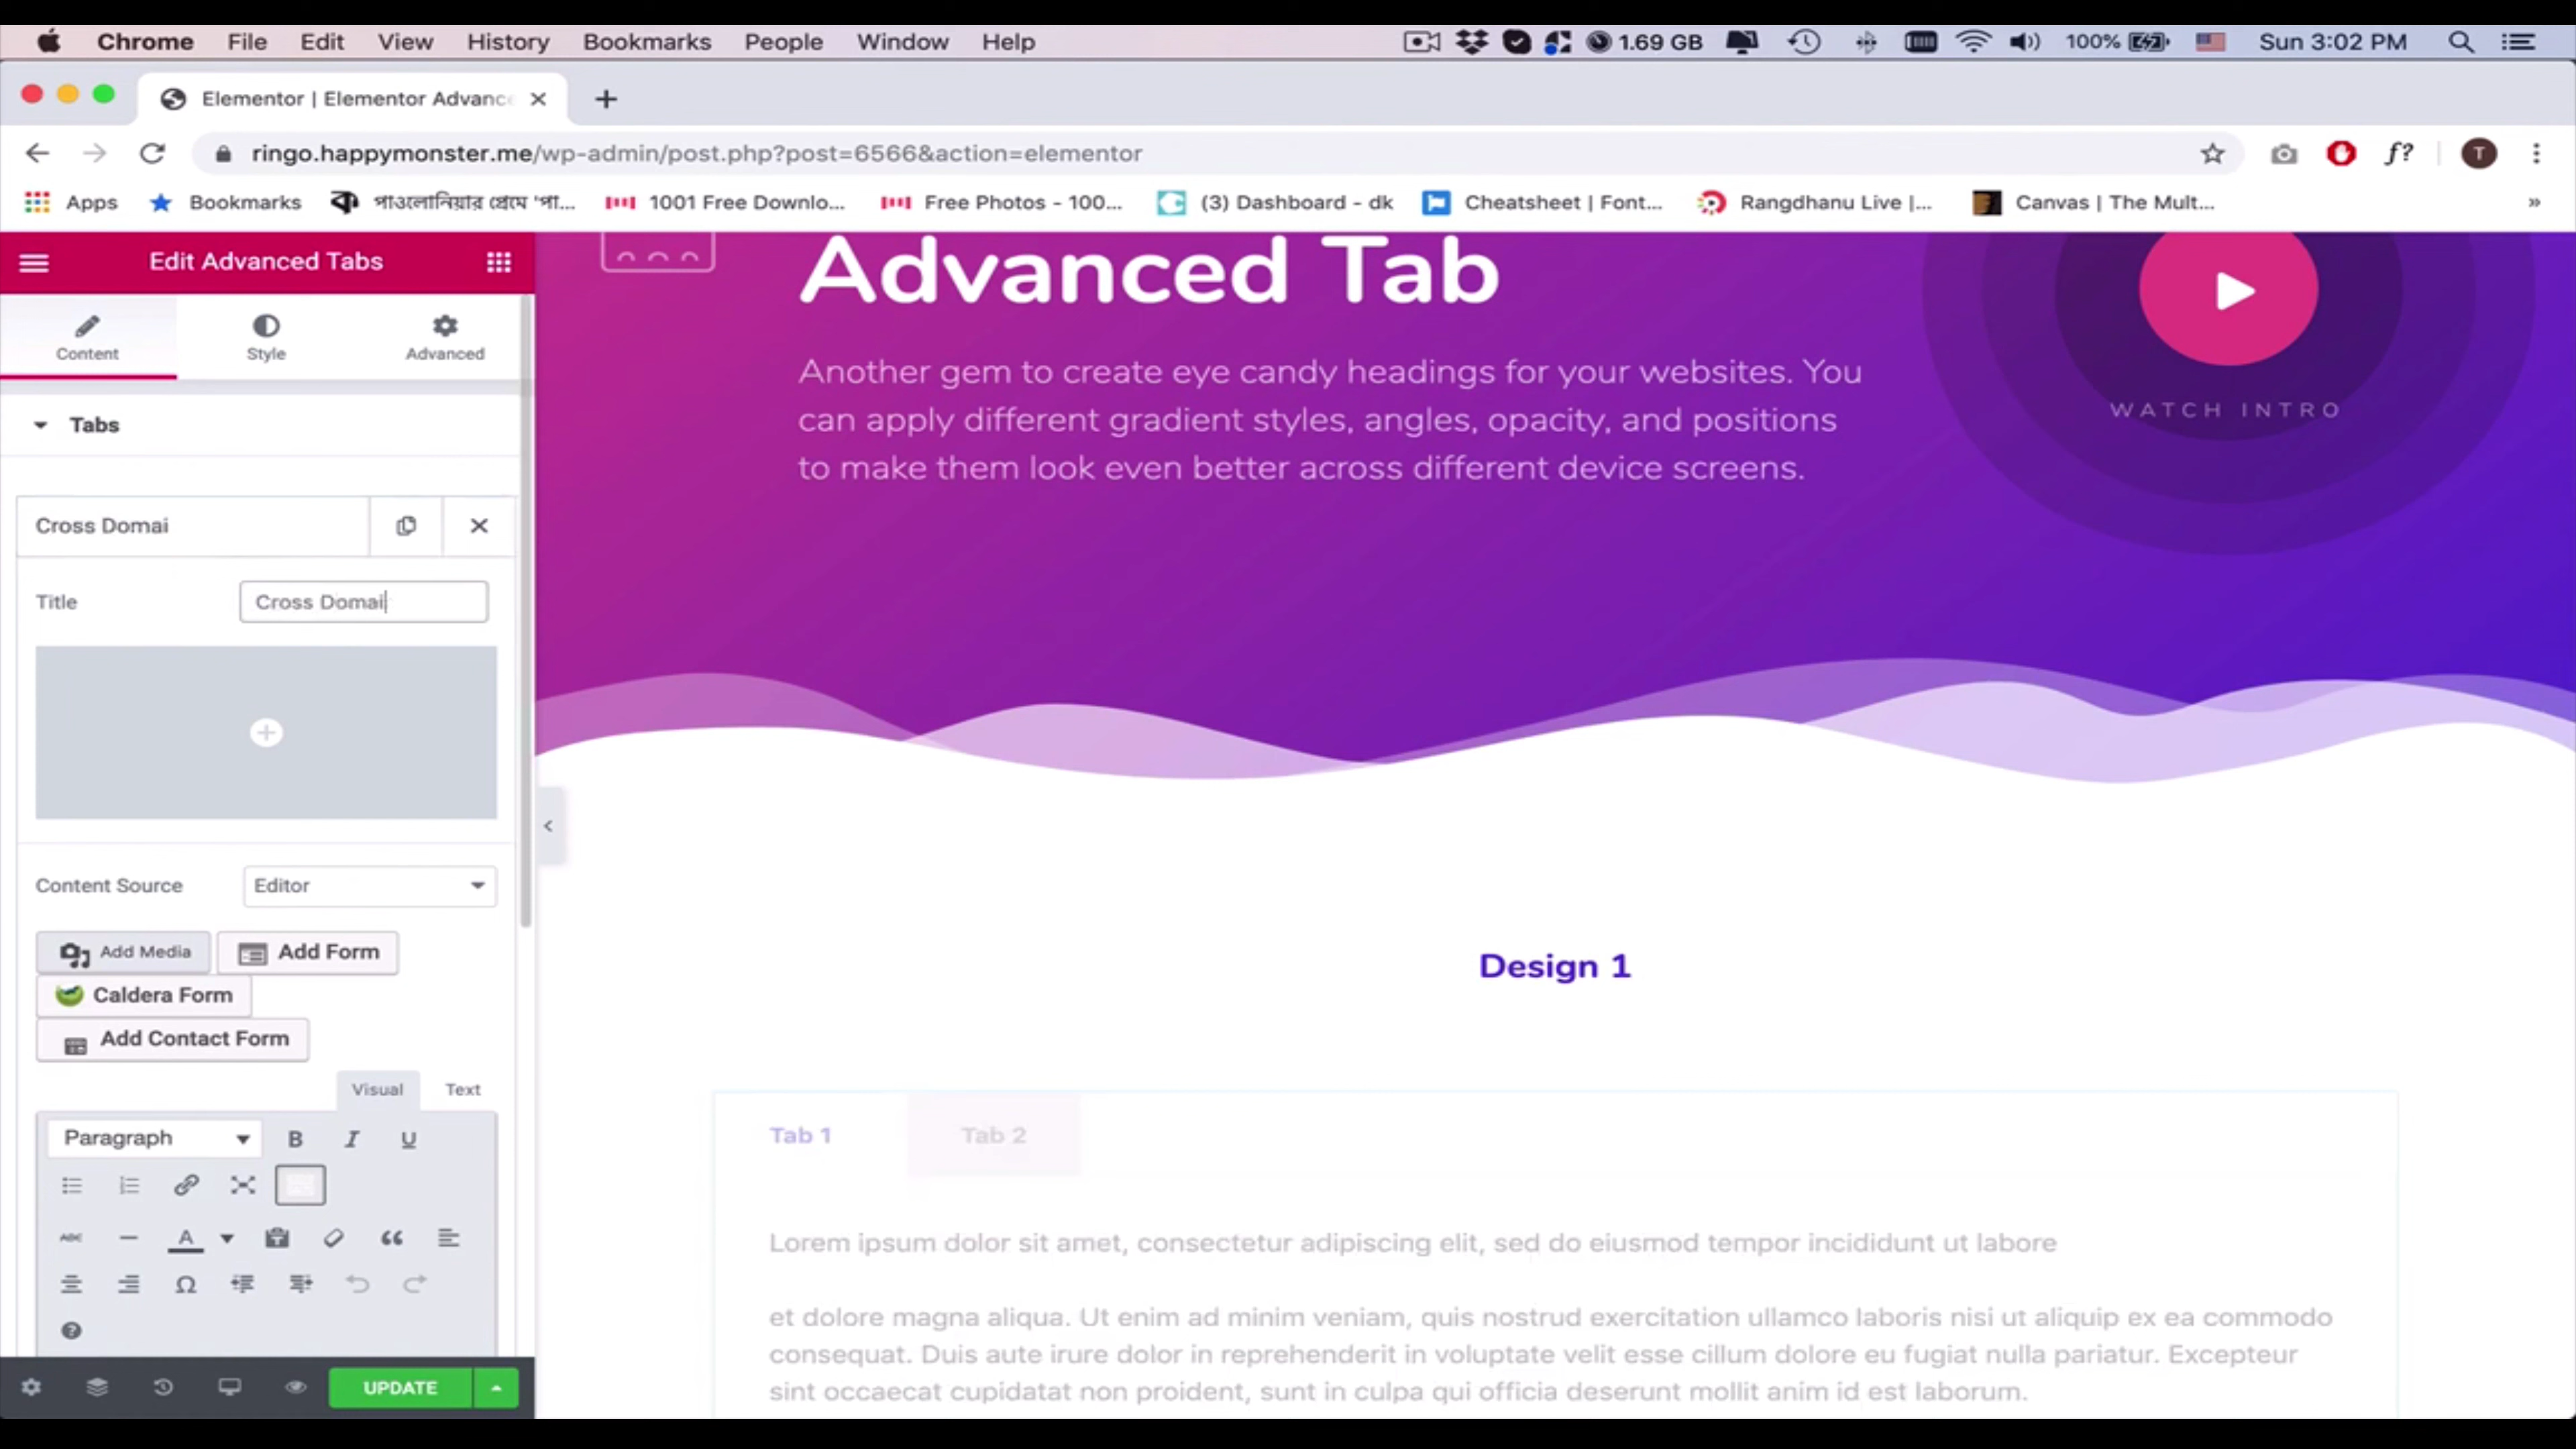 Chrome File Edit View History Bookmarks People Window Help 1.69 GB 100% Sun 3:02 PM
Elementor | Elementor Advance
ringo.happymonster.me/wp-admin/post.php?post=6566&action=elementor f? T
Apps Bookmarks পাওলোনিয়ার প্রেমে 'পা... 1001 Free Downlo... Free Photos - 100... (3) Dashboard - dk Cheatsheet | Font... Rangdhanu Live |... Canvas | The Mult... »
Edit Advanced Tabs
Content Style Advanced
Tabs
Cross Domai
Title Cross Domai
Content Source Editor
Add Media Add Form
Caldera Form
Add Contact Form
Visual Text
Paragraph B I U
ABC A
UPDATE
Advanced Tab
Another gem to create eye candy headings for your websites. You
can apply different gradient styles, angles, opacity, and positions
to make them look even better across different device screens.
WATCH INTRO
Design 1
Tab 1 Tab 2
Lorem ipsum dolor sit amet, consectetur adipiscing elit, sed do eiusmod tempor incididunt ut labore
et dolore magna aliqua. Ut enim ad minim veniam, quis nostrud exercitation ullamco laboris nisi ut aliquip ex ea commodo
consequat. Duis aute irure dolor in reprehenderit in voluptate velit esse cillum dolore eu fugiat nulla pariatur. Excepteur
sint occaecat cupidatat non proident, sunt in culpa qui officia deserunt mollit anim id est laborum.